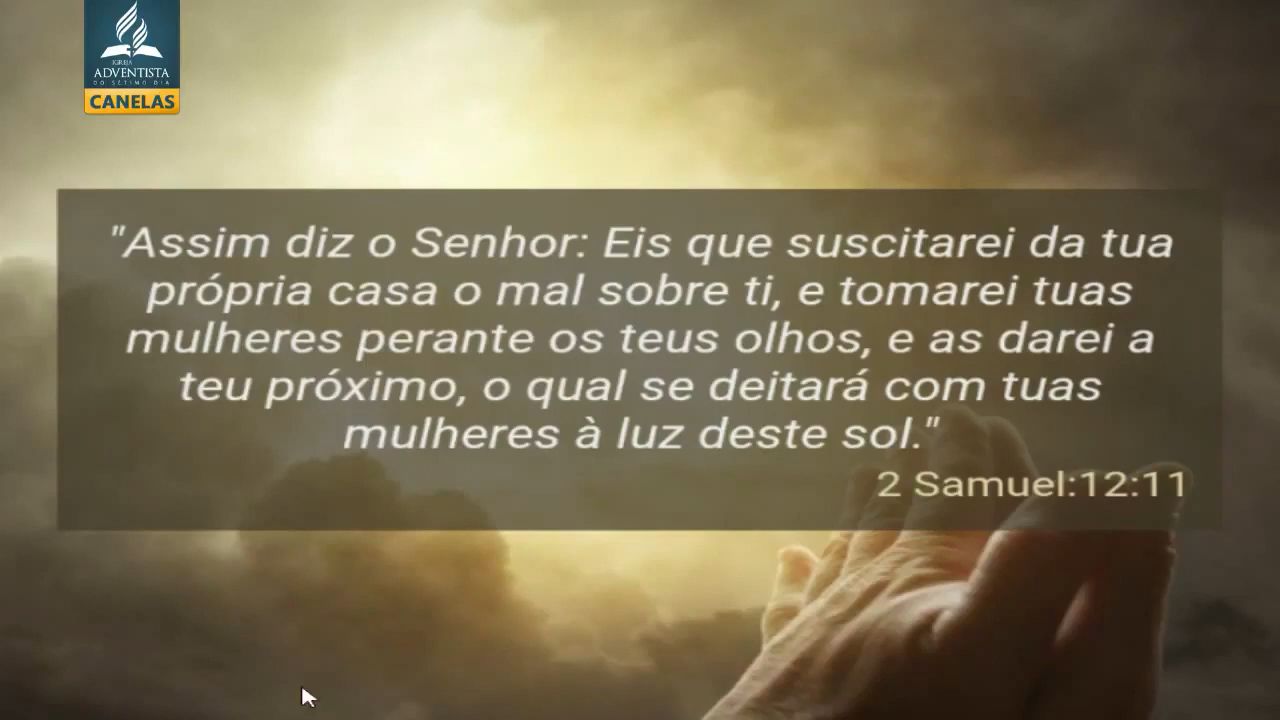 IGREJA
ADVENTISTA
DO SÉTIMO DIA
CANELAS
"Assim diz o Senhor: Eis que suscitarei da tua
própria casa o mal sobre ti, e tomarei tuas
mulheres perante os teus olhos, e as darei a
teu próximo, o qual se deitará com tuas
mulheres à luz deste sol."
2 Samuel:12:11